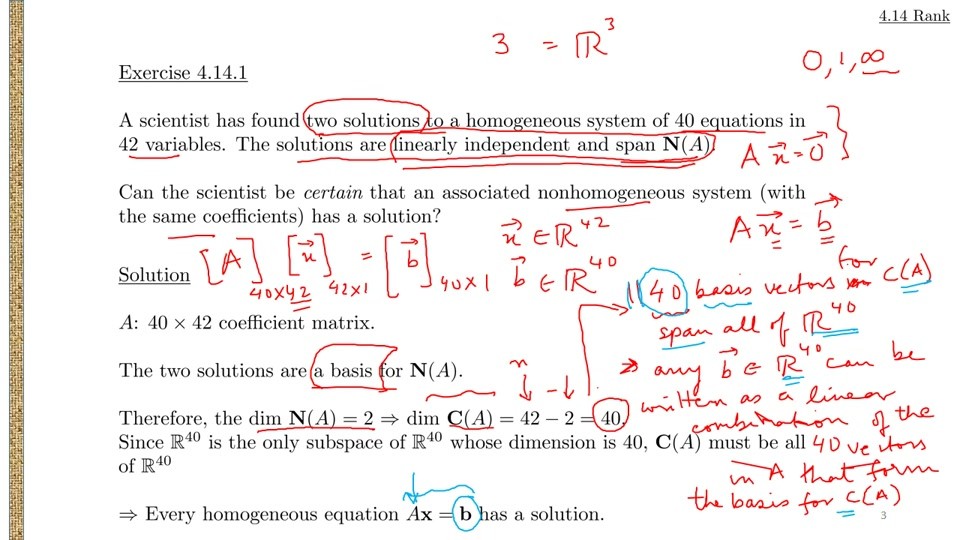 4.14 Rank
3 = ℝ³
0, 1, ∞
Exercise 4.14.1
A scientist has found two solutions to a homogeneous system of 40 equations in
42 variables. The solutions are linearly independent and span N(A).
A x⃗ = 0⃗ }
Can the scientist be certain that an associated nonhomogeneous system (with
the same coefficients) has a solution?
A x⃗ = b⃗
x⃗ ∈ ℝ⁴²
b⃗ ∈ ℝ⁴⁰
Solution
[A]₄₀ₓ₄₂ [x⃗]₄₂ₓ₁ = [b⃗]₄₀ₓ₁
A: 40 × 42 coefficient matrix.
The two solutions are a basis for N(A).
n
Therefore, the dim N(A) = 2 ⇒ dim C(A) = 42 − 2 = 40.
Since ℝ⁴⁰ is the only subspace of ℝ⁴⁰ whose dimension is 40, C(A) must be all
of ℝ⁴⁰
⇒ Every homogeneous equation Ax = b has a solution.
for
40 basis vectors C(A)
span all of ℝ⁴⁰
⇒ any b⃗ ∈ ℝ⁴⁰ can be
written as a linear
combination of the
40 vectors
in A that form
the basis for C(A)
3